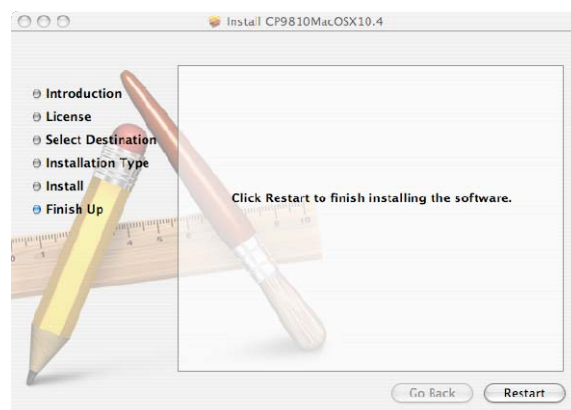 Install CP9810MacOSX10.4
Introduction
License
Select Destination
Installation Type
Install
Finish Up
Click Restart to finish installing the software.
Go Back
Restart